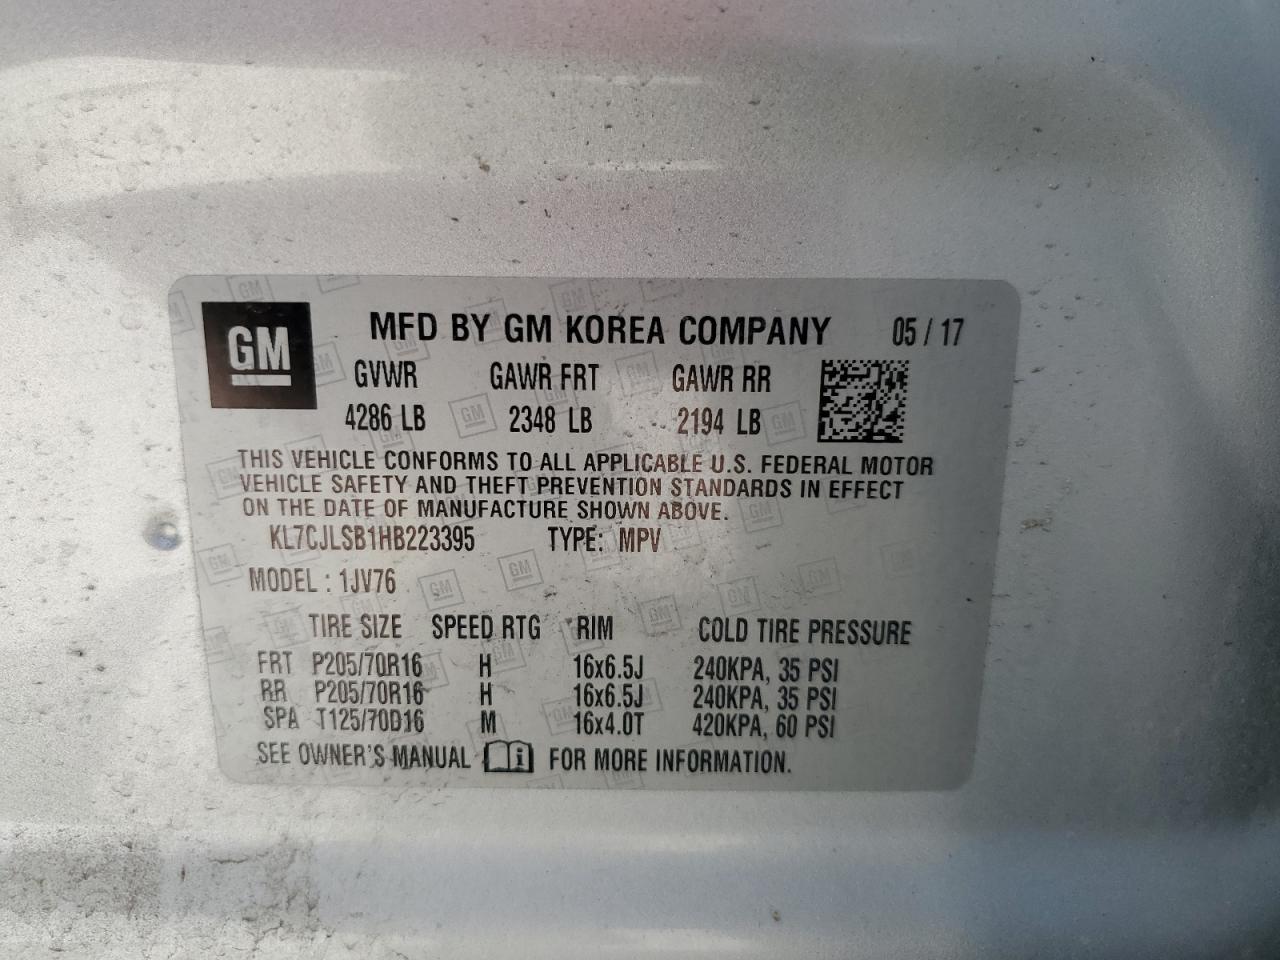 GM MFD BY GM KOREA COMPANY 05 / 17
GVWR GAWR FRT GAWR RR
4286 LB 2348 LB 2194 LB
THIS VEHICLE CONFORMS TO ALL APPLICABLE U.S. FEDERAL MOTOR
VEHICLE SAFETY AND THEFT PREVENTION STANDARDS IN EFFECT
ON THE DATE OF MANUFACTURE SHOWN ABOVE.
KL7CJLSB1HB223395 TYPE: MPV
MODEL : 1JV76
TIRE SIZE SPEED RTG RIM COLD TIRE PRESSURE
FRT P205/70R16 H 16x6.5J 240KPA, 35 PSI
RR P205/70R16 H 16x6.5J 240KPA, 35 PSI
SPA T125/70D16 M 16x4.0T 420KPA, 60 PSI
SEE OWNER'S MANUAL i FOR MORE INFORMATION.